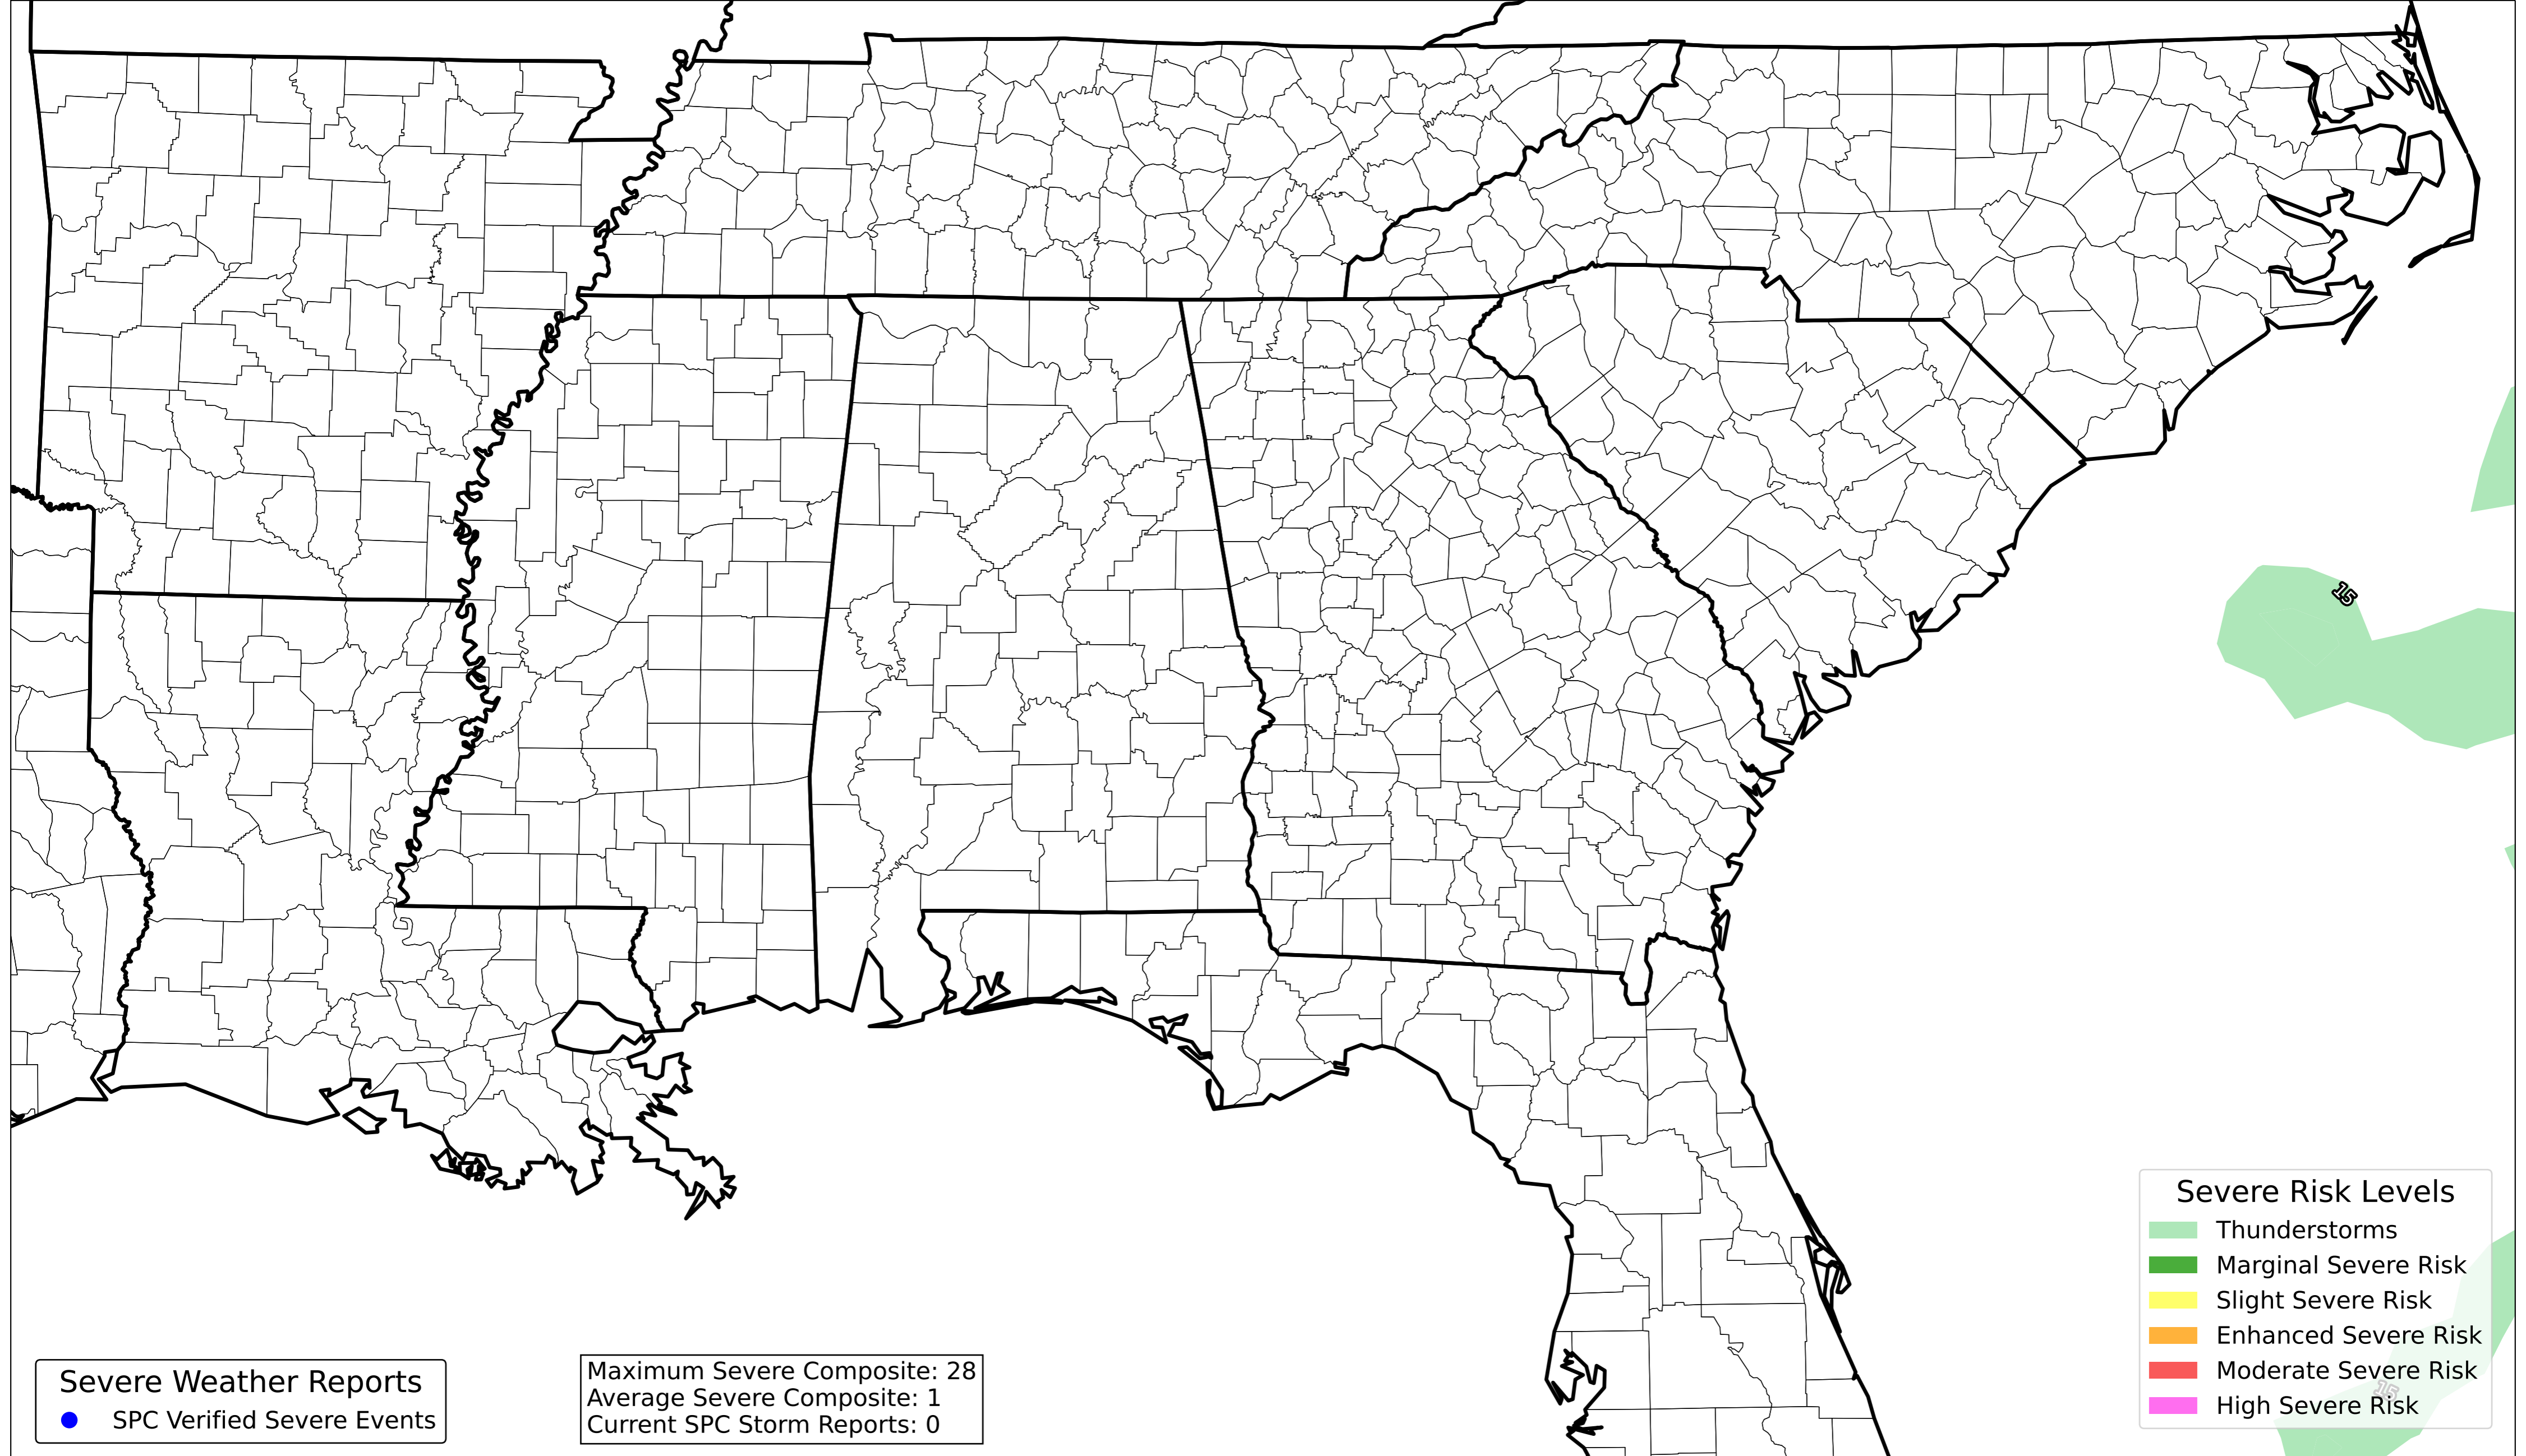 15
Severe Risk Levels
Thunderstorms
Marginal Severe Risk
Slight Severe Risk
Enhanced Severe Risk
Moderate Severe Risk
High Severe Risk
15
Severe Weather Reports
SPC Verified Severe Events
Maximum Severe Composite: 28
Average Severe Composite: 1
Current SPC Storm Reports: 0